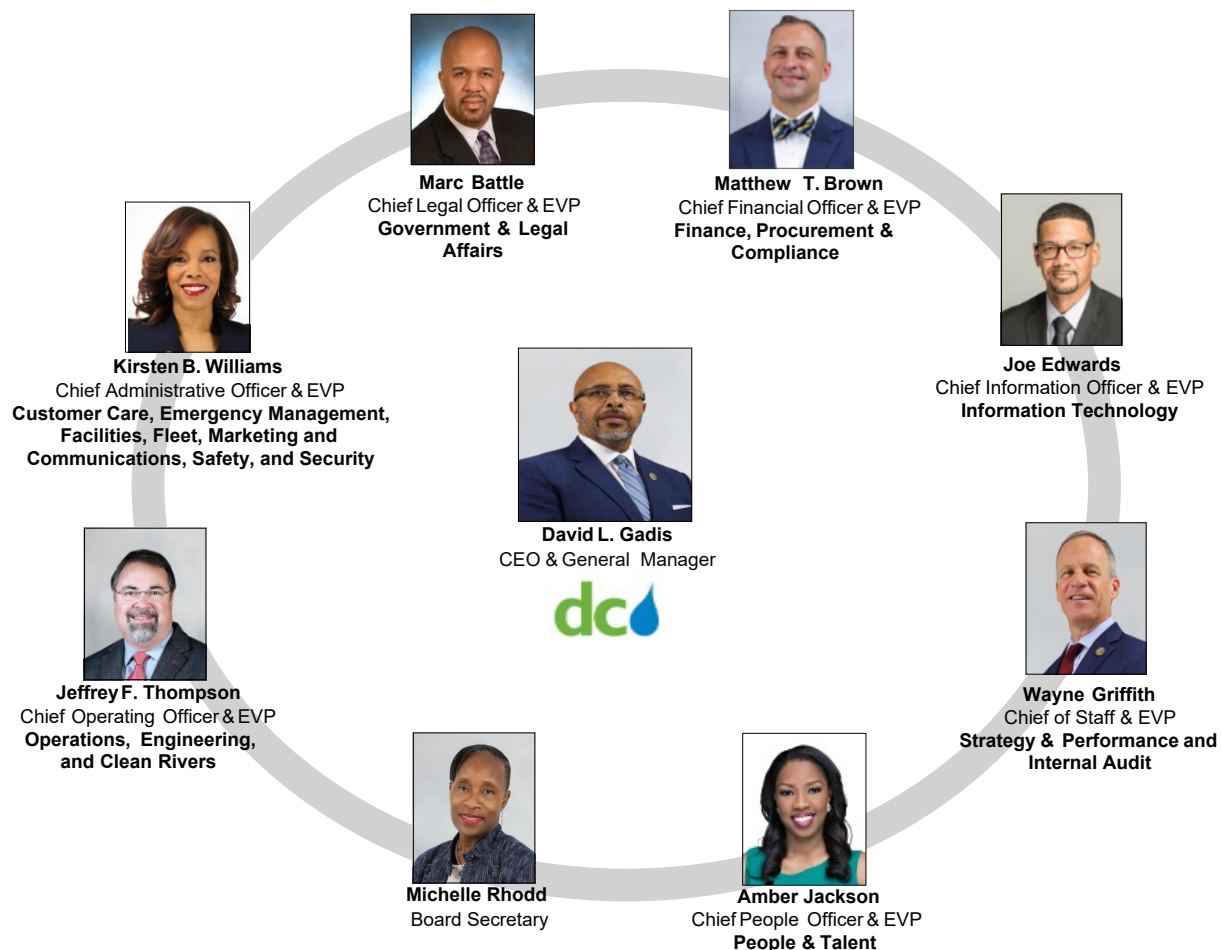 Marc Battle
Chief Legal Officer & EVP
Government & Legal
Affairs
Matthew T. Brown
Chief Financial Officer & EVP
Finance, Procurement &
Compliance
Kirsten B. Williams
Chief Administrative Officer & EVP
Customer Care, Emergency Management,
Facilities, Fleet, Marketing and
Communications, Safety, and Security
Joe Edwards
Chief Information Officer & EVP
Information Technology
David L. Gadis
CEO & General Manager
dc
Jeffrey F. Thompson
Chief Operating Officer & EVP
Operations, Engineering,
and Clean Rivers
Wayne Griffith
Chief of Staff & EVP
Strategy & Performance and
Internal Audit
Michelle Rhodd
Board Secretary
Amber Jackson
Chief People Officer & EVP
People & Talent